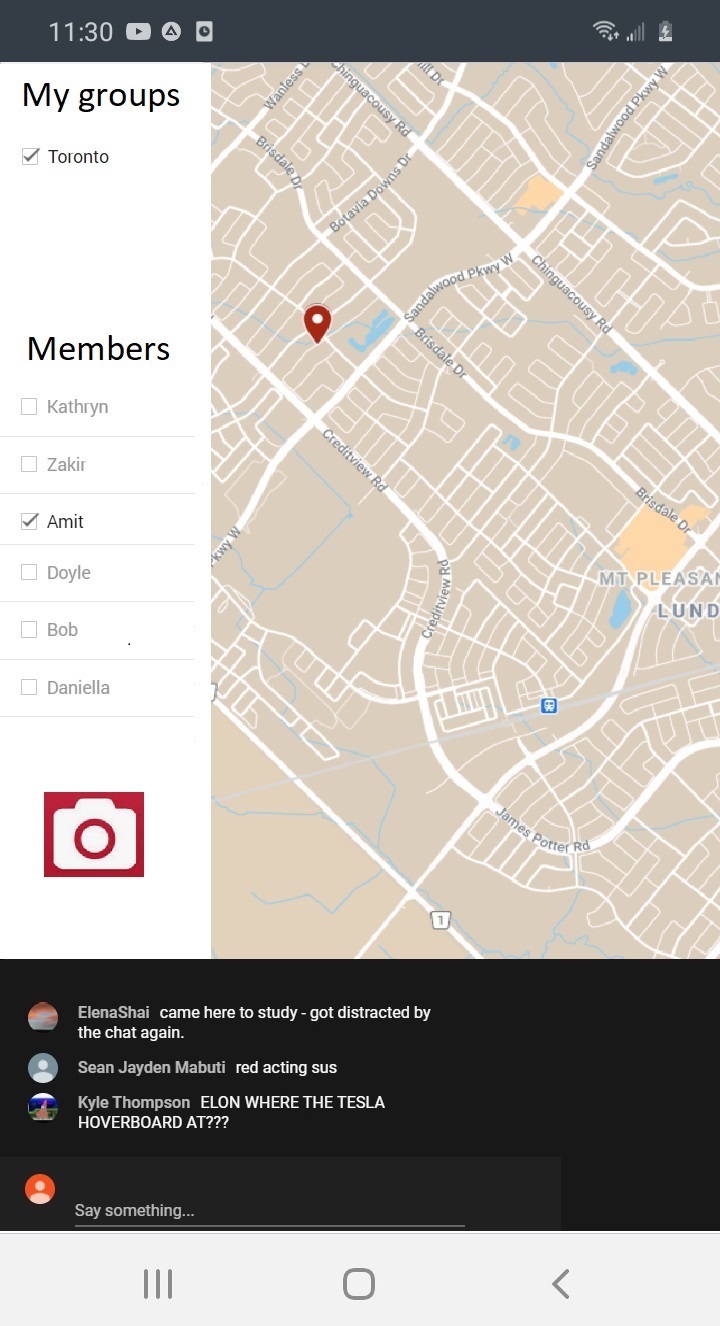 11:30
My groups
Toronto
Members
Kathryn
Zakir
Amit
Doyle
Bob
Daniella
Wanless
Chinguacousy Rd
ill Dr
Sandalwood Pkwy W
Brisdale Dr
Botavia Downs Dr
Sandalwood Pkwy W
Chinguacousy Rd
Brisdale Dr
Creditview Rd
Brisdale Dr
Pkwy W
MT PLEASAN
LUND
Creditview Rd
James Potter Rd
1
ElenaShai came here to study - got distracted by
the chat again.
Sean Jayden Mabuti red acting sus
Kyle Thompson ELON WHERE THE TESLA
HOVERBOARD AT???
Say something...